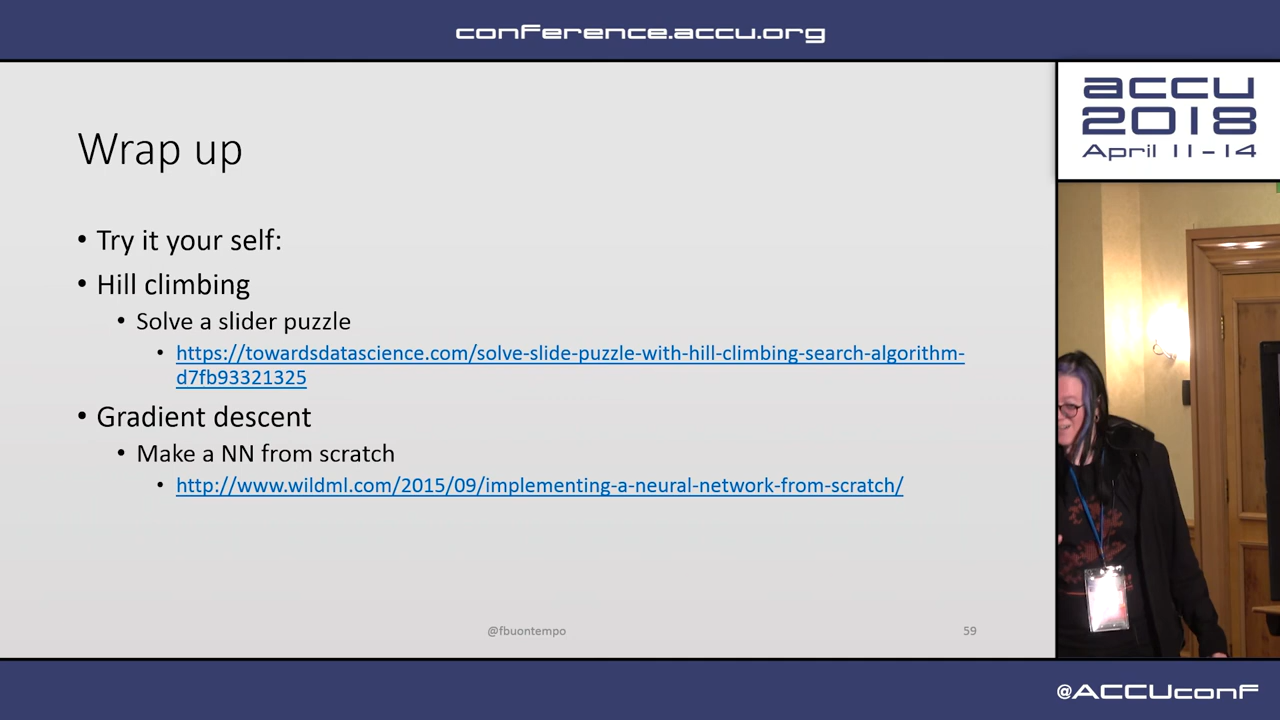 conference.accu.org
accu
2018
April 11-14
Wrap up
• Try it your self:
• Hill climbing
• Solve a slider puzzle
• https://towardsdatascience.com/solve-slide-puzzle-with-hill-climbing-search-algorithm-
d7fb93321325
• Gradient descent
• Make a NN from scratch
• http://www.wildml.com/2015/09/implementing-a-neural-network-from-scratch/
@fbuontempo
59
@ACCUconf